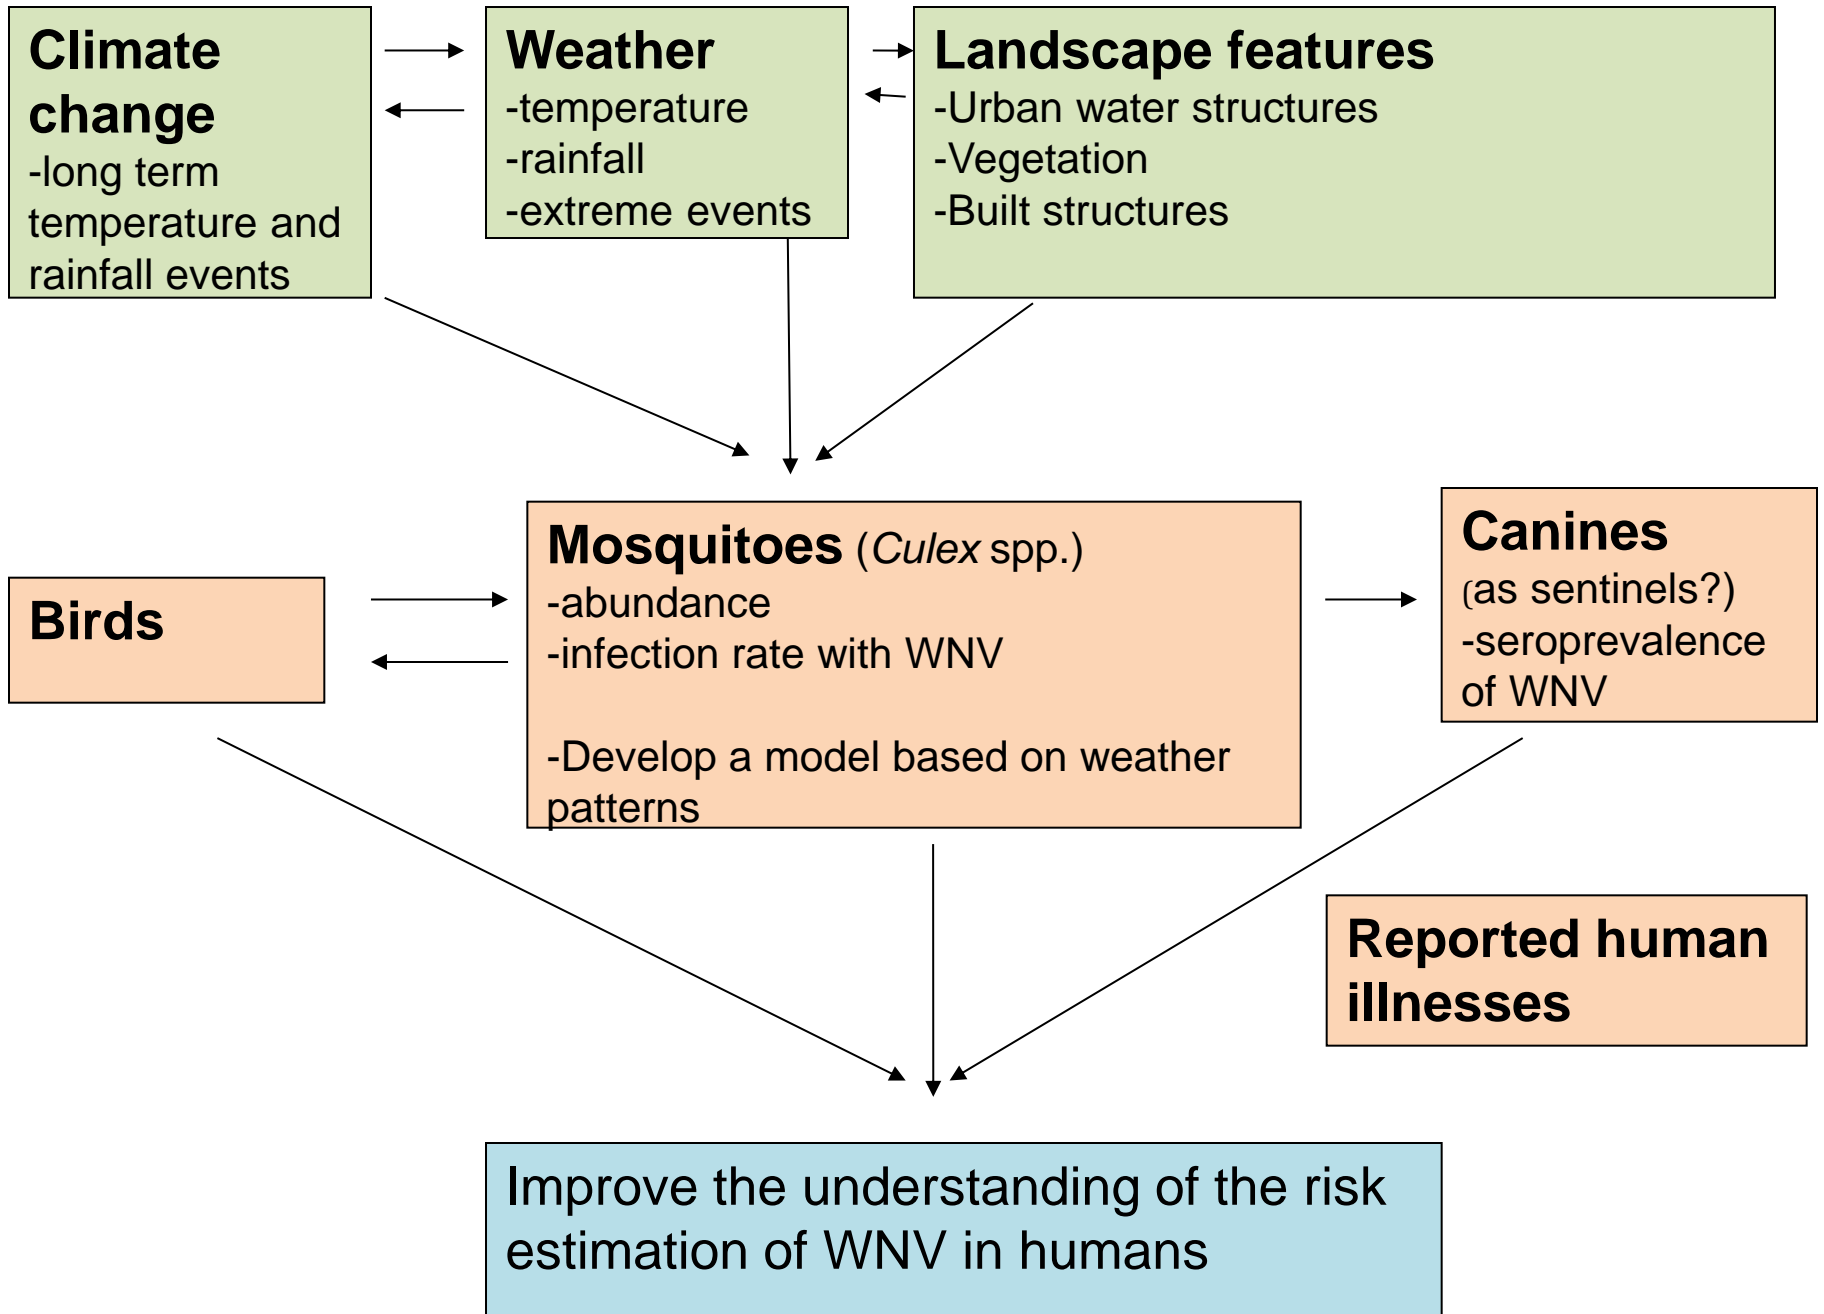 Climate
change
-long term
temperature and
rainfall events
Weather
-temperature
-rainfall
-extreme events
Landscape features
-Urban water structures
-Vegetation
-Built structures
Birds
Mosquitoes (Culex spp.)
-abundance
-infection rate with WNV
-Develop a model based on weather
patterns
Canines
(as sentinels?)
-seroprevalence
of WNV
Reported human
illnesses
Improve the understanding of the risk
estimation of WNV in humans